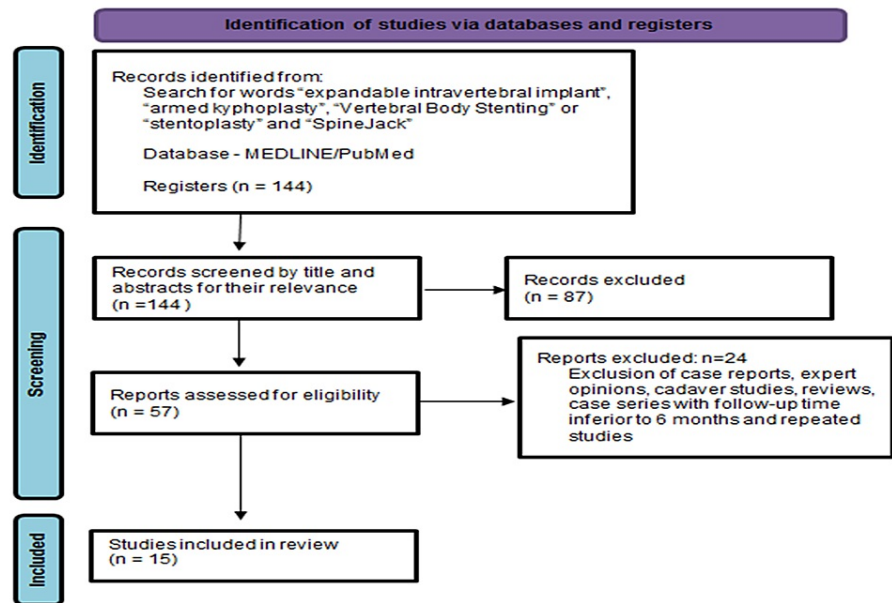 Identification of studies via databases and registers
Identification
Records identified from:
Search for words “expandable intravertebral implant”,
“armed kyphoplasty”, “Vertebral Body Stenting” or
“stentoplasty” and “SpineJack”
Database - MEDLINE/PubMed
Registers (n = 144)
Screening
Records screened by title and
abstracts for their relevance
(n =144 )
Records excluded
(n = 87)
Reports assessed for eligibility
(n = 57)
Reports excluded: n=24
Exclusion of case reports, expert
opinions, cadaver studies, reviews,
case series with follow-up time
inferior to 6 months and repeated
studies
Included
Studies included in review
(n = 15)